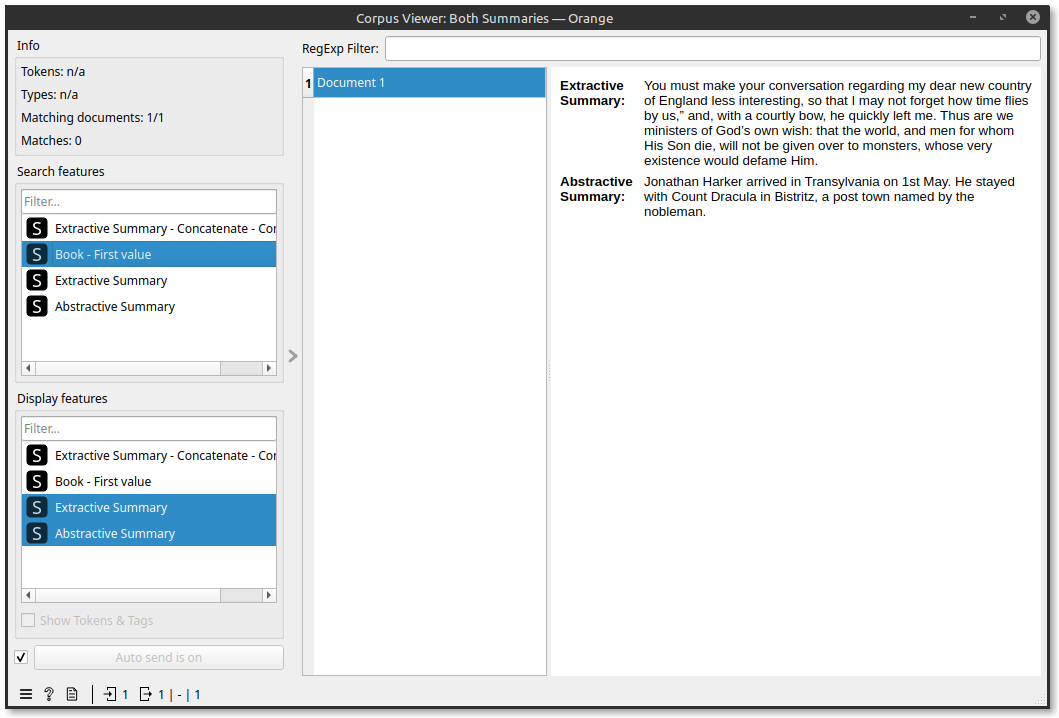 Corpus Viewer: Both Summaries — Orange
Info
Tokens: n/a
Types: n/a
Matching documents: 1/1
Matches: 0
Search features
Filter...
S Extractive Summary - Concatenate - Cor
S Book - First value
S Extractive Summary
S Abstractive Summary
Display features
Filter...
S Extractive Summary - Concatenate - Cor
S Book - First value
S Extractive Summary
S Abstractive Summary
Show Tokens & Tags
Auto send is on
? 1 1 | - | 1
RegExp Filter:
1 Document 1
Extractive Summary:
You must make your conversation regarding my dear new country
of England less interesting, so that I may not forget how time flies
by us,” and, with a courtly bow, he quickly left me. Thus are we
ministers of God’s own wish: that the world, and men for whom
His Son die, will not be given over to monsters, whose very
existence would defame Him.
Abstractive Summary:
Jonathan Harker arrived in Transylvania on 1st May. He stayed
with Count Dracula in Bistritz, a post town named by the
nobleman.